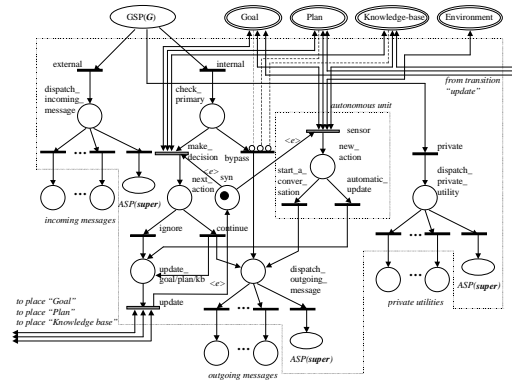 GSP(G)
Goal
Plan
Knowledge-base
Environment
external
internal
from transition
"update"
dispatch_
incoming_
message
check_
primary
autonomous unit
sensor
<e>
make_
decision
bypass
new_
action
private
<e>
syn
next_
action
start_a_
conver_
sation
automatic_
update
dispatch_
private_
utility
ASP(super)
incoming messages
ignore
continue
update_
goal/plan/kb
dispatch_
outgoing_
message
<e>
update
ASP(super)
private utilities
to place "Goal"
to place "Plan"
to place "Knowledge base"
ASP(super)
outgoing messages